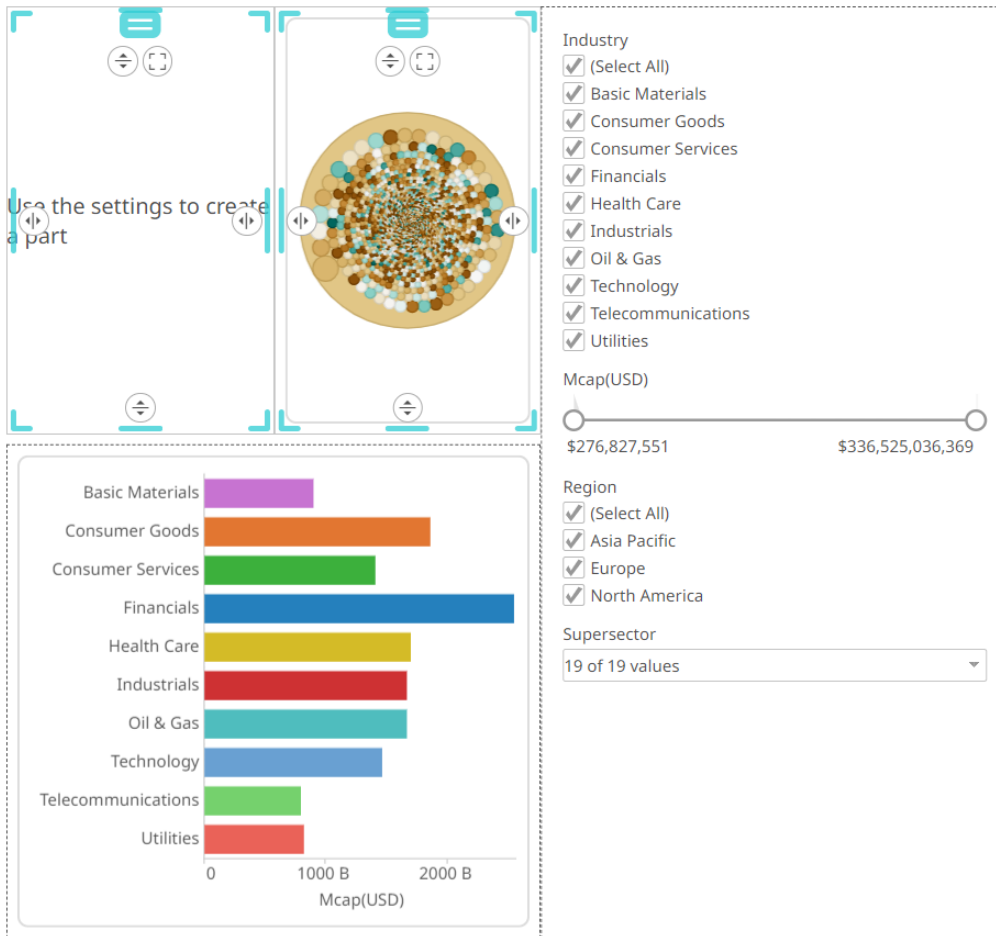 Use the settings to create
a part
Industry
(Select All)
Basic Materials
Consumer Goods
Consumer Services
Financials
Health Care
Industrials
Oil & Gas
Technology
Telecommunications
Utilities
Mcap(USD)
$276,827,551 $336,525,036,369
Region
(Select All)
Asia Pacific
Europe
North America
Supersector
19 of 19 values
Basic Materials
Consumer Goods
Consumer Services
Financials
Health Care
Industrials
Oil & Gas
Technology
Telecommunications
Utilities
0 1000 B 2000 B
Mcap(USD)